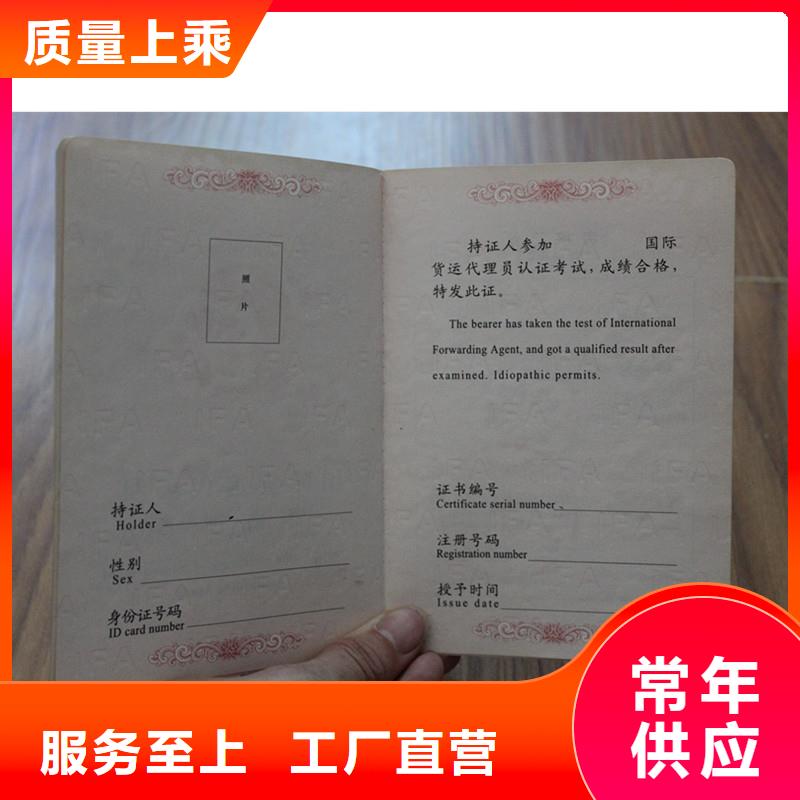 质量上乘
照
片
持证人
Holder
性别
Sex
身份证号码
ID card number
持证人参加 国际
货运代理员认证考试，成绩合格，
特发此证。
The bearer has taken the test of International
Forwarding Agent, and got a qualified result after
examined. Idiopathic permits.
证书编号
Certificate serial number
注册号码
Registration number
授予时间
Issue date
服务至上 工厂直营
常年
供应